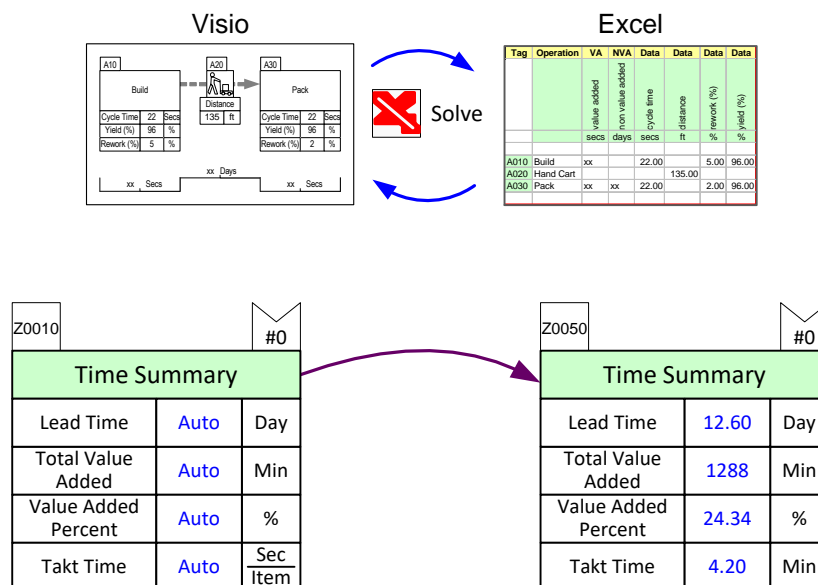 Visio
Excel
A10
A20
A30
Build
Pack
Distance
135 ft
Cycle Time 22 Secs
Yield (%) 96 %
Rework (%) 5 %
Cycle Time 22 Secs
Yield (%) 96 %
Rework (%) 2 %
xx Secs
xx Days
xx Secs
Solve
Tag Operation VA NVA Data Data Data Data
value added
non value added
cycle time
distance
rework (%)
yield (%)
secs days secs ft % %
A010 Build xx 22.00 5.00 96.00
A020 Hand Cart 135.00
A030 Pack xx xx 22.00 2.00 96.00
Z0010
#0
Time Summary
Lead Time Auto Day
Total Value
Added Auto Min
Value Added
Percent Auto %
Takt Time Auto Sec
Item
Z0050
#0
Time Summary
Lead Time 12.60 Day
Total Value
Added 1288 Min
Value Added
Percent 24.34 %
Takt Time 4.20 Min